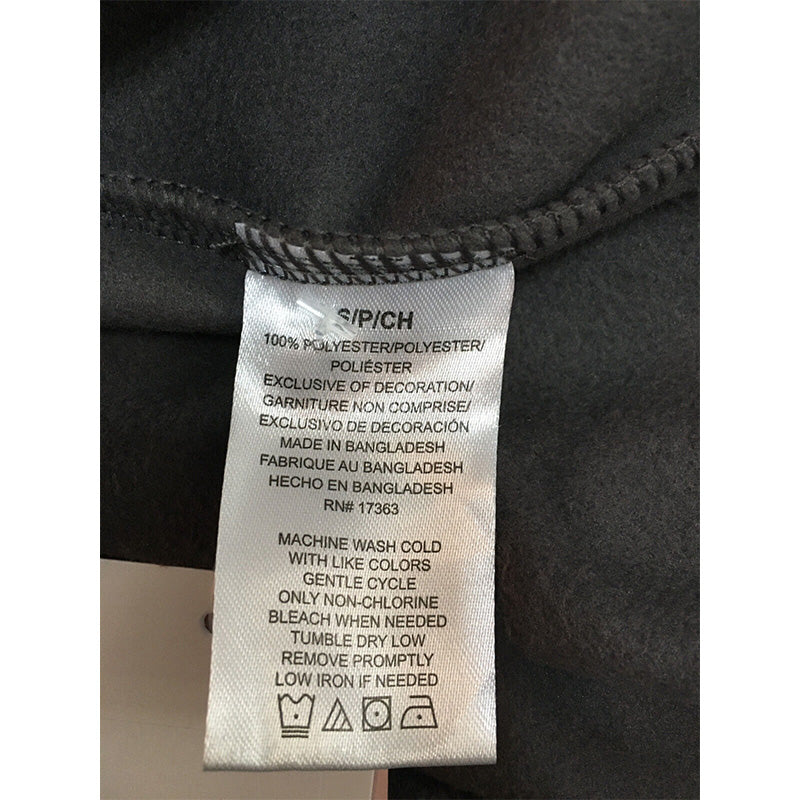 S/P/CH
100% POLYESTER/POLYESTER/
POLIÉSTER
EXCLUSIVE OF DECORATION/
GARNITURE NON COMPRISE/
EXCLUSIVO DE DECORACIÓN
MADE IN BANGLADESH
FABRIQUE AU BANGLADESH
HECHO EN BANGLADESH
RN# 17363
MACHINE WASH COLD
WITH LIKE COLORS
GENTLE CYCLE
ONLY NON-CHLORINE
BLEACH WHEN NEEDED
TUMBLE DRY LOW
REMOVE PROMPTLY
LOW IRON IF NEEDED